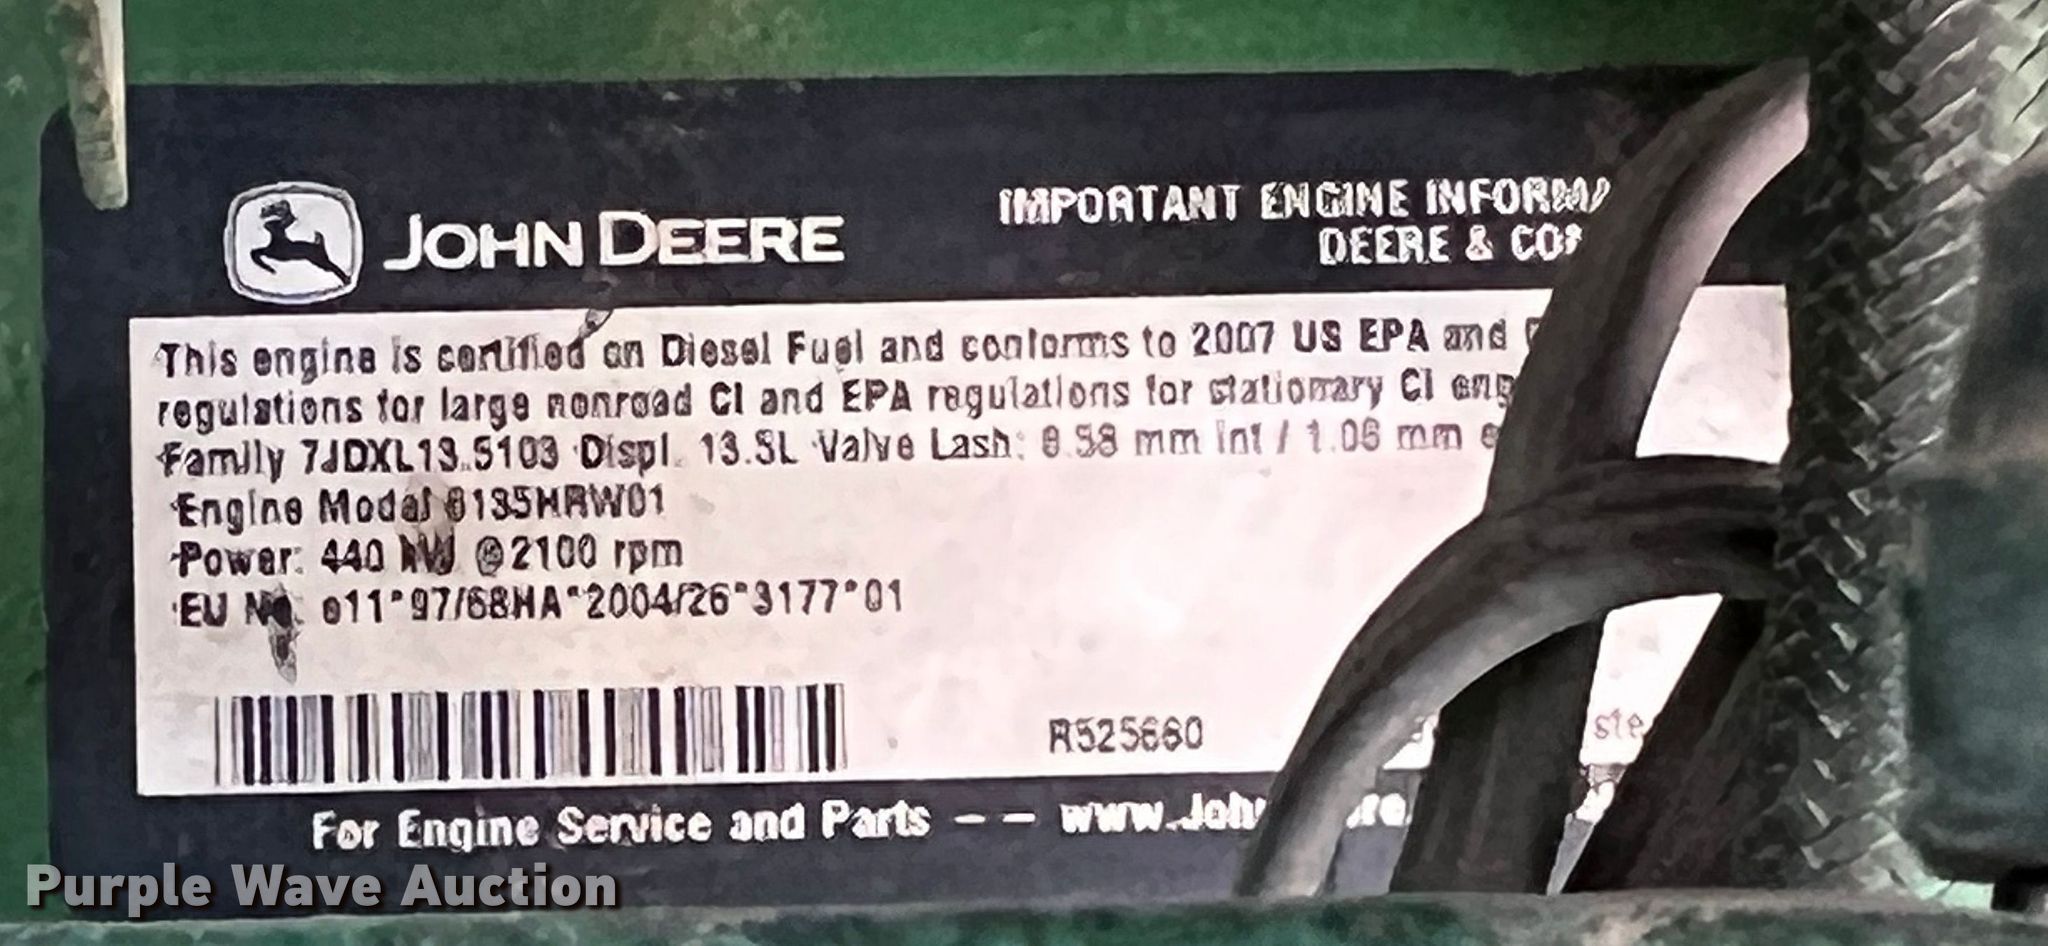 JOHN DEERE
IMPORTANT ENGINE
DEERE &
This engine is certified on Diesel Fuel and conforms to 2007 US EPA and
regulations for large nonroad CI and EPA regulations for stationary CI
Family 7JDXL13.5103 Displ. 13.5L Valve Lash: 0.58 mm Int / 1.06 mm
Engine Model 6135HRW01
Power: 440 kW @ 2100 rpm
EU No. e11*97/68HA*2004/26*3177*01
R525660
For Engine Service and Parts --
Purple Wave Auction